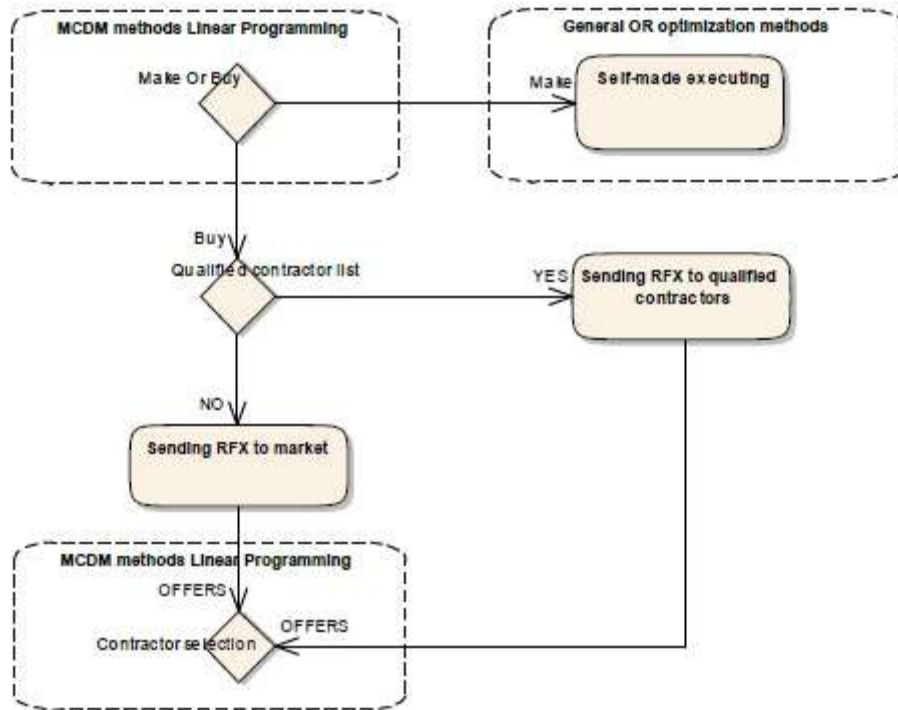 MCDM methods Linear Programming
General OR optimization methods
Make Or Buy
Make
Self-made executing
Buy
Qualified contractor list
YES
Sending RFX to qualified
contractors
NO
Sending RFX to market
MCDM methods Linear Programming
OFFERS
OFFERS
Contractor selection